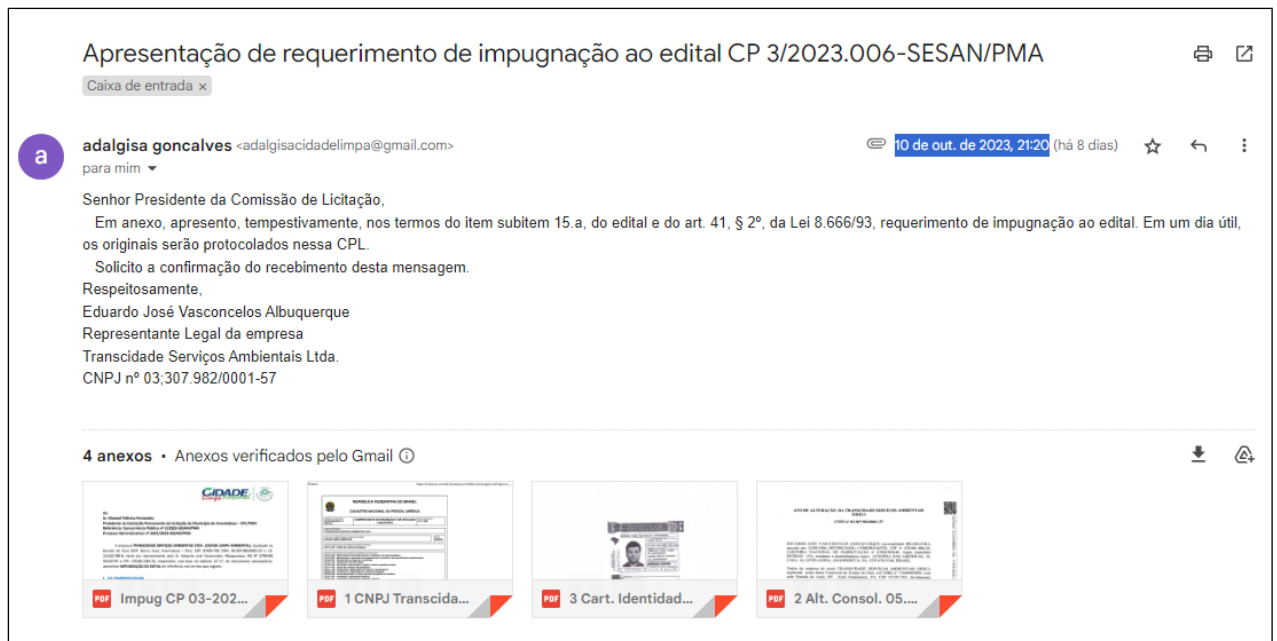 Apresentação de requerimento de impugnação ao edital CP 3/2023.006-SESAN/PMA
Caixa de entrada x
adalgisa goncalves <adalgisacidadelimpa@gmail.com>
10 de out. de 2023, 21:20 (há 8 dias)
a
para mim
Senhor Presidente da Comissão de Licitação,
Em anexo, apresento, tempestivamente, nos termos do item subitem 15.a, do edital e do art. 41, § 2º, da Lei 8.666/93, requerimento de impugnação ao edital. Em um dia útil,
os originais serão protocolados nessa CPL.
Solicito a confirmação do recebimento desta mensagem.
Respeitosamente,
Eduardo José Vasconcelos Albuquerque
Representante Legal da empresa
Transcidade Serviços Ambientais Ltda.
CNPJ nº 03;307.982/0001-57
4 anexos • Anexos verificados pelo Gmail
CIDADE
REPÚBLICA FEDERATIVA DO BRASIL
CADASTRO NACIONAL DA PESSOA JURÍDICA
PDF Impug CP 03-202...
PDF 1 CNPJ Transcida...
PDF 3 Cart. Identidad...
PDF 2 Alt. Consol. 05....